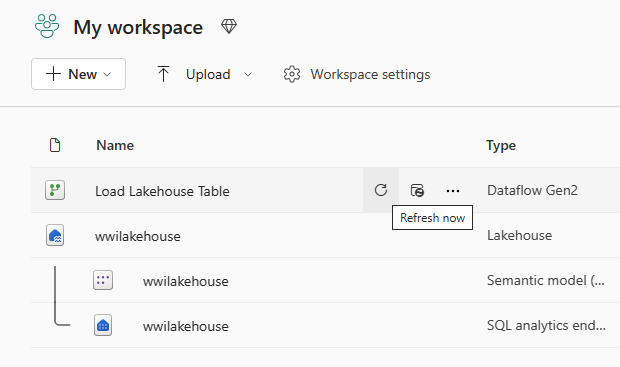 My workspace
New Upload Workspace settings
Name Type
Load Lakehouse Table Dataflow Gen2
Refresh now
wwilakehouse Lakehouse
wwilakehouse Semantic model (...
wwilakehouse SQL analytics end...